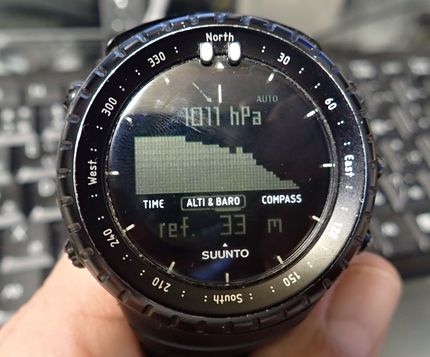 North
330
30
300
60
West
East
240
120
210
150
South
AUTO
1011 hPa
TIME
ALTI & BARO
COMPASS
ref. 33 m
SUUNTO